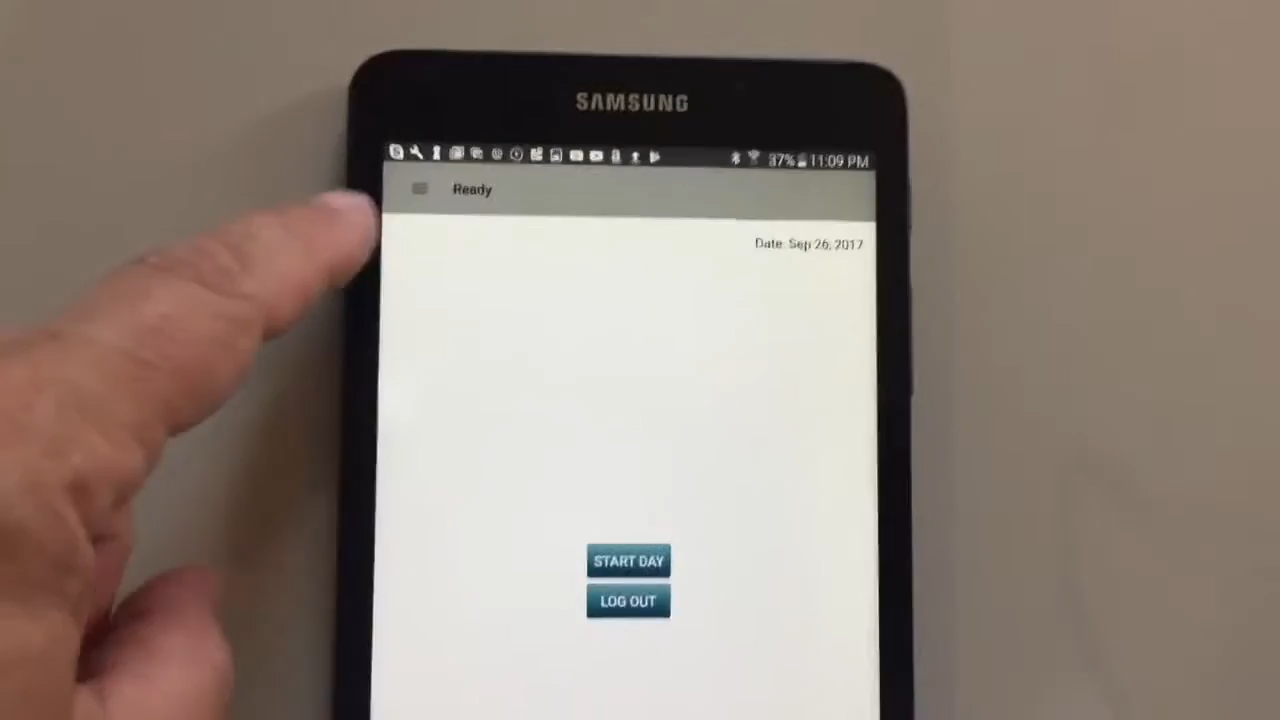 SAMSUNG
37% 11:09 PM
Ready
Date: Sep 26, 2017
START DAY
LOG OUT